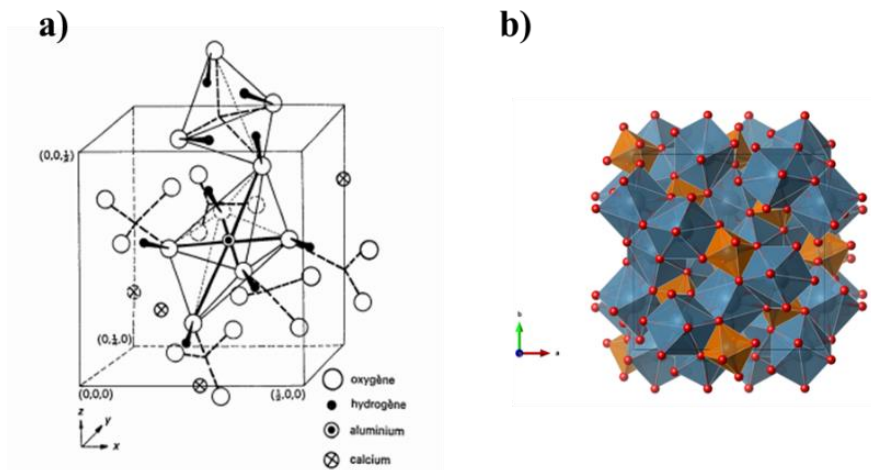 a)
b)
(0,0,½)
(0,½,0)
(0,0,0)
(½,0,0)
oxygène
hydrogène
aluminium
calcium
z
y
x
b
a